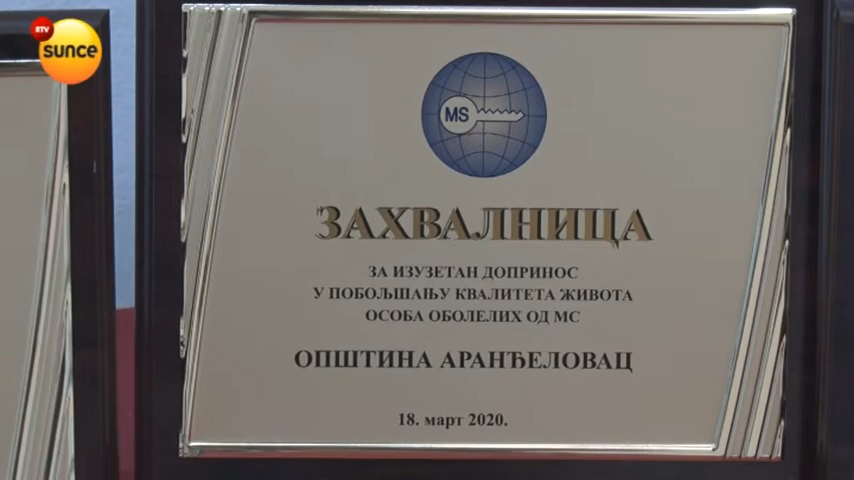 RTV
sunce
MS
ЗАХВАЛНИЦА
ЗА ИЗУЗЕТАН ДОПРИНОС
У ПОБОЉШАЊУ КВАЛИТЕТА ЖИВОТА
ОСОБА ОБОЛЕЛИХ ОД МС
ОПШТИНА АРАНЂЕЛОВАЦ
18. март 2020.